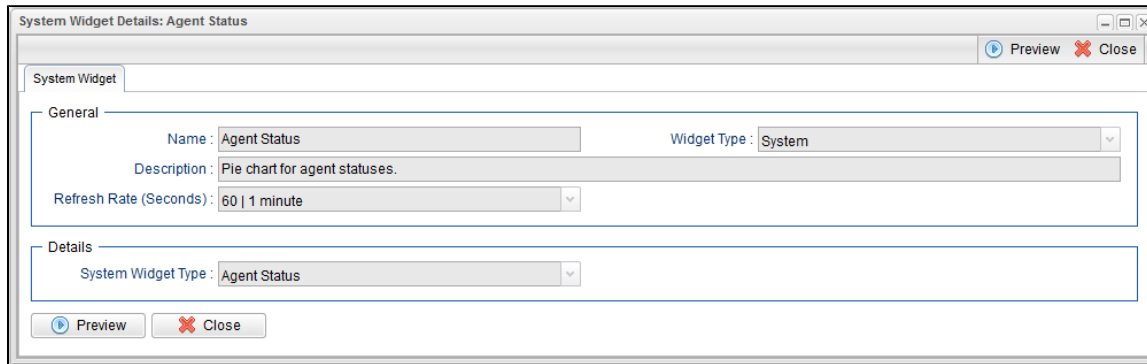 System Widget Details: Agent Status
Preview Close
System Widget
General
Name : Agent Status Widget Type : System
Description : Pie chart for agent statuses.
Refresh Rate (Seconds) : 60 | 1 minute
Details
System Widget Type : Agent Status
Preview Close